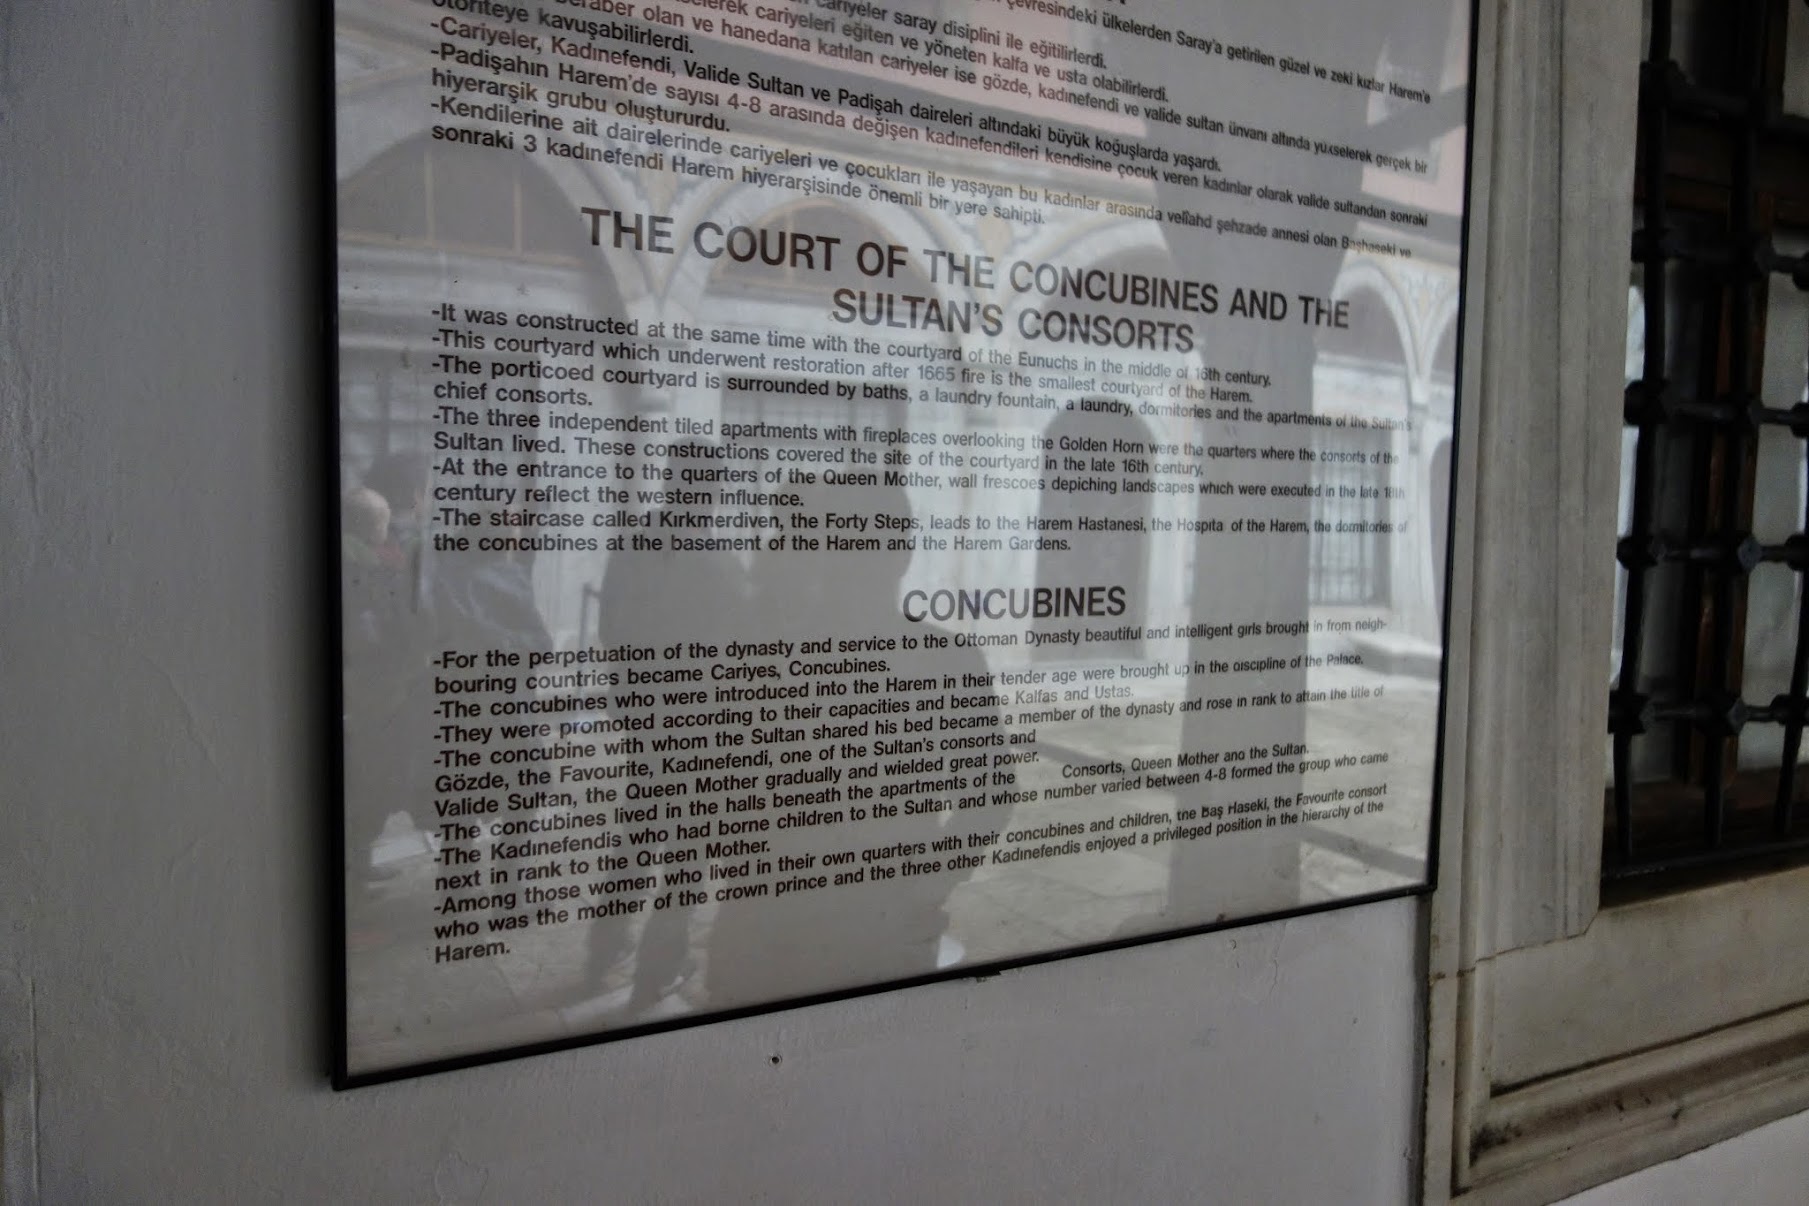 çevresindeki ülkelerden Saray'a getirilen güzel ve zeki kızlar Harem'e
cariyeler saray disiplini ile eğitilirlerdi.
cariyeleri eğiten ve yöneten kalfa ve usta olabilirlerdi.
olan ve hanedana katılan cariyeler ise gözde, kadınefendi ve valide sultan ünvanı altında yükselerek gerçek bir
otoriteye kavuşabilirlerdi.
-Cariyeler, Kadınefendi, Valide Sultan ve Padişah daireleri altındaki büyük koğuşlarda yaşardı.
-Padişahın Harem'de sayısı 4-8 arasında değişen kadınefendileri kendisine çocuk veren kadınlar olarak valide sultandan sonraki
hiyerarşik grubu oluştururdu.
-Kendilerine ait dairelerinde cariyeleri ve çocukları ile yaşayan bu kadınlar arasında veliahd şehzade annesi olan Başhaseki ve
sonraki 3 kadınefendi Harem hiyerarşisinde önemli bir yere sahipti.
THE COURT OF THE CONCUBINES AND THE
SULTAN'S CONSORTS
-It was constructed at the same time with the courtyard of the Eunuchs in the middle of 16th century.
-This courtyard which underwent restoration after 1665 fire is the smallest courtyard of the Harem.
-The porticoed courtyard is surrounded by baths, a laundry fountain, a laundry, dormitories and the apartments of the Sultan's
chief consorts.
-The three independent tiled apartments with fireplaces overlooking the Golden Horn were the quarters where the consorts of the
Sultan lived. These constructions covered the site of the courtyard in the late 16th century.
-At the entrance to the quarters of the Queen Mother, wall frescoes depiching landscapes which were executed in the late 18th
century reflect the western influence.
-The staircase called Kırkmerdiven, the Forty Steps, leads to the Harem Hastanesi, the Hospita of the Harem, the dormitories of
the concubines at the basement of the Harem and the Harem Gardens.
CONCUBINES
-For the perpetuation of the dynasty and service to the Ottoman Dynasty beautiful and intelligent girls brought in from neigh-
bouring countries became Cariyes, Concubines.
-The concubines who were introduced into the Harem in their tender age were brought up in the discipline of the Palace.
-They were promoted according to their capacities and became Kalfas and Ustas.
-The concubine with whom the Sultan shared his bed became a member of the dynasty and rose in rank to attain the title of
Gözde, the Favourite, Kadınefendi, one of the Sultan's consorts and
Valide Sultan, the Queen Mother gradually and wielded great power.
-The concubines lived in the halls beneath the apartments of the Consorts, Queen Mother and the Sultan.
-The Kadınefendis who had borne children to the Sultan and whose number varied between 4-8 formed the group who came
next in rank to the Queen Mother.
-Among those women who lived in their own quarters with their concubines and children, the Baş Haseki, the Favourite consort
who was the mother of the crown prince and the three other Kadınefendis enjoyed a privileged position in the hierarchy of the
Harem.